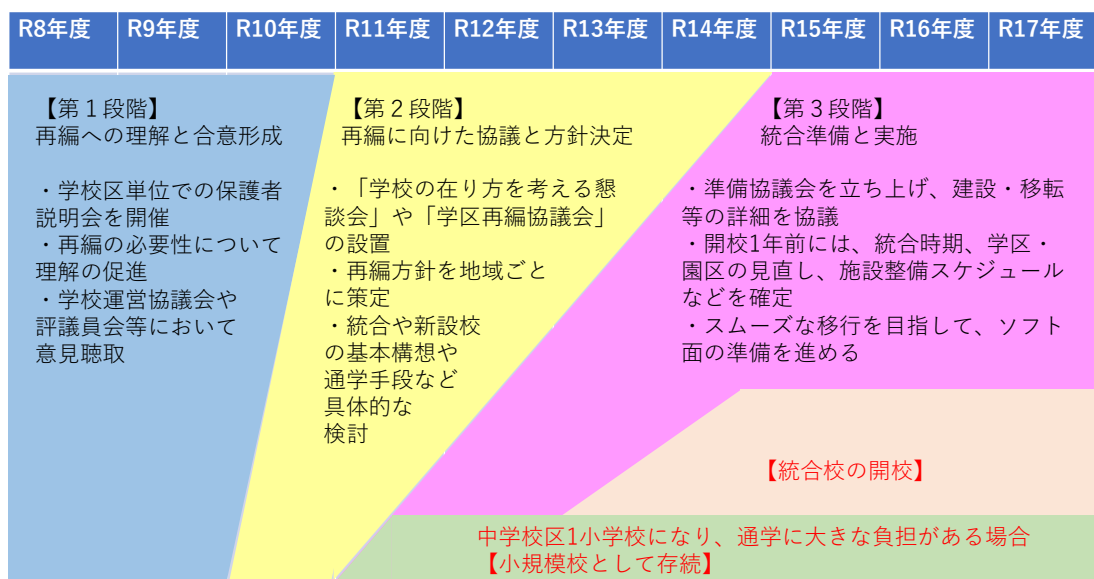 R8年度 R9年度 R10年度 R11年度 R12年度 R13年度 R14年度 R15年度 R16年度 R17年度
【第1段階】
再編への理解と合意形成
・学校区単位での保護者
説明会を開催
・再編の必要性について
理解の促進
・学校運営協議会や
評議員会等において
意見聴取
【第2段階】
再編に向けた協議と方針決定
・「学校の在り方を考える懇
談会」や「学区再編協議会」
の設置
・再編方針を地域ごと
に策定
・統合や新設校
の基本構想や
通学手段など
具体的な
検討
【第3段階】
統合準備と実施
・準備協議会を立ち上げ、建設・移転
等の詳細を協議
・開校1年前には、統合時期、学区・
園区の見直し、施設整備スケジュール
などを確定
・スムーズな移行を目指して、ソフト
面の準備を進める
【統合校の開校】
中学校区1小学校になり、通学に大きな負担がある場合
【小規模校として存続】